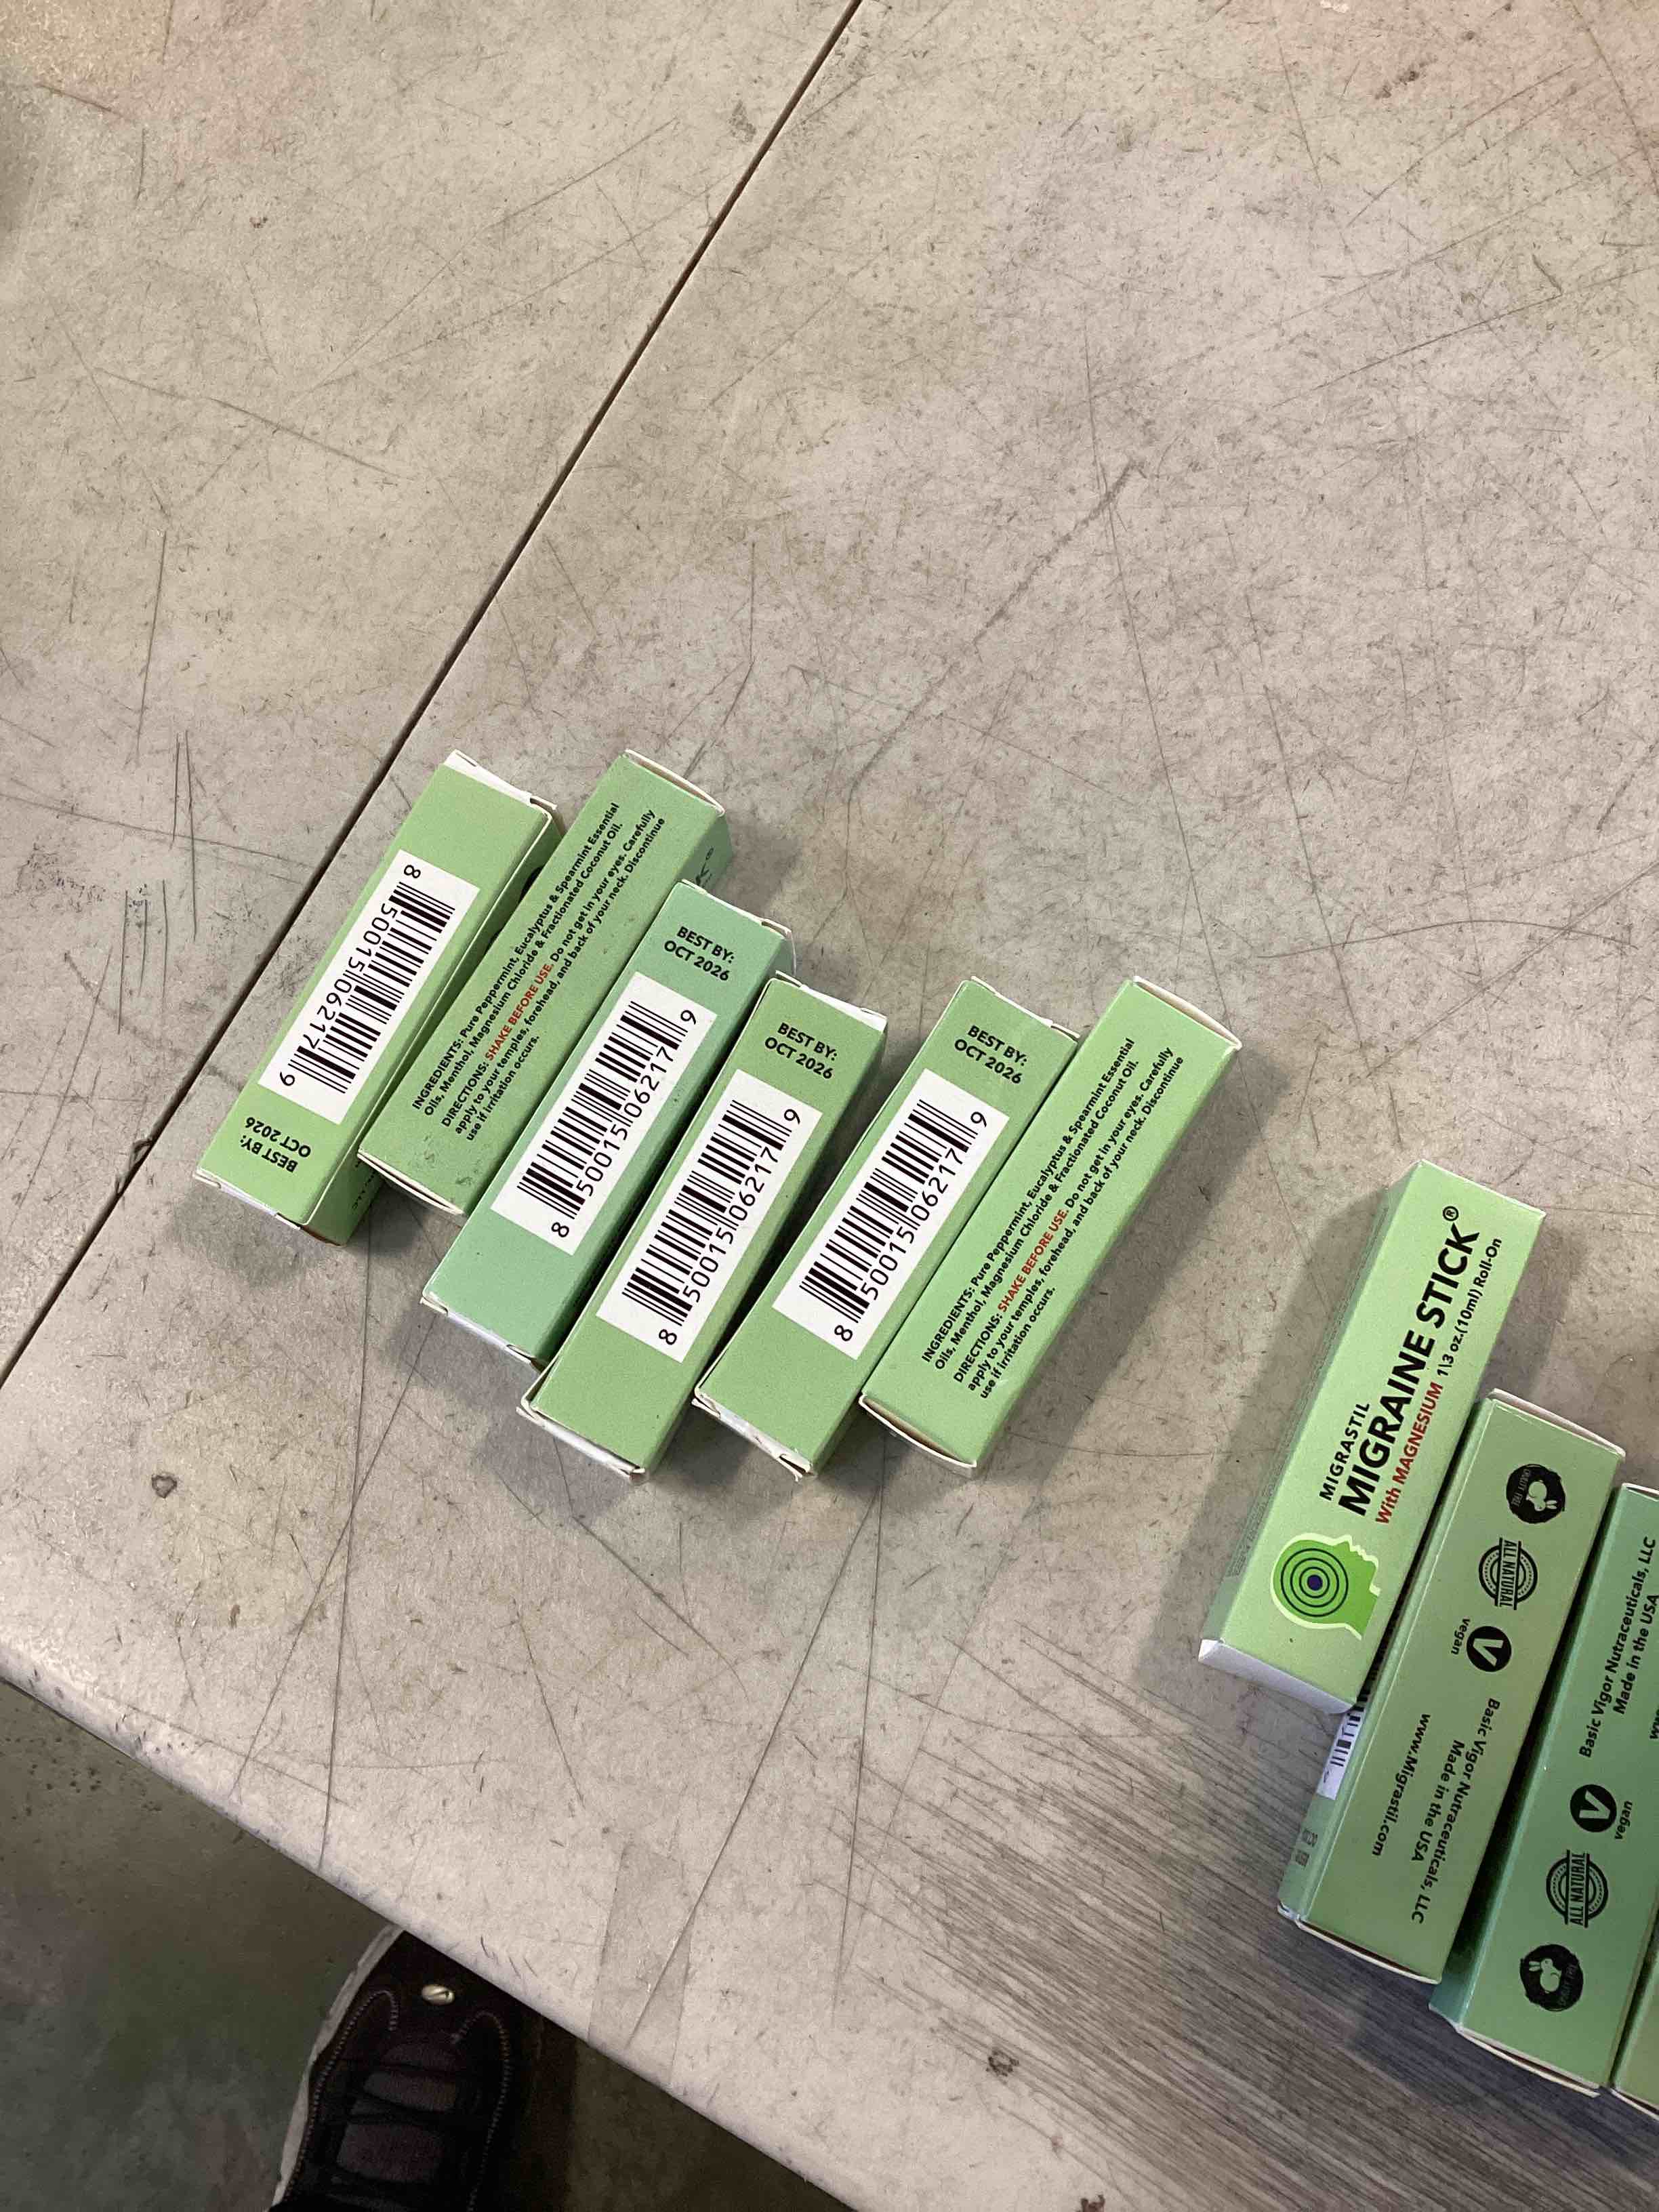 8 50015 06217 9
BEST BY:
OCT 2026
INGREDIENTS: Pure Peppermint, Eucalyptus & Spearmint Essential
Oils, Menthol, Magnesium Chloride & Fractionated Coconut Oil.
DIRECTIONS: SHAKE BEFORE USE. Do not get in your eyes. Carefully
apply to your temples, forehead, and back of your neck. Discontinue
use if irritation occurs.
K®
BEST BY:
OCT 2026
8 50015 06217 9
BEST BY:
OCT 2026
8 50015 06217 9
BEST BY:
OCT 2026
8 50015 06217 9
INGREDIENTS: Pure Peppermint, Eucalyptus & Spearmint Essential
Oils, Menthol, Magnesium Chloride & Fractionated Coconut Oil.
DIRECTIONS: SHAKE BEFORE USE. Do not get in your eyes. Carefully
apply to your temples, forehead, and back of your neck. Discontinue
use if irritation occurs.
MIGRASTIL
MIGRAINE STICK®
With MAGNESIUM 1\3 oz.(10ml) Roll-On
CRUELTY FREE
ALL NATURAL
V
vegan
Basic Vigor Nutraceuticals, LLC
Made in the USA
www.Migrastil.com
Basic Vigor Nutraceuticals, LLC
Made in the USA
V
vegan
ALL NATURAL